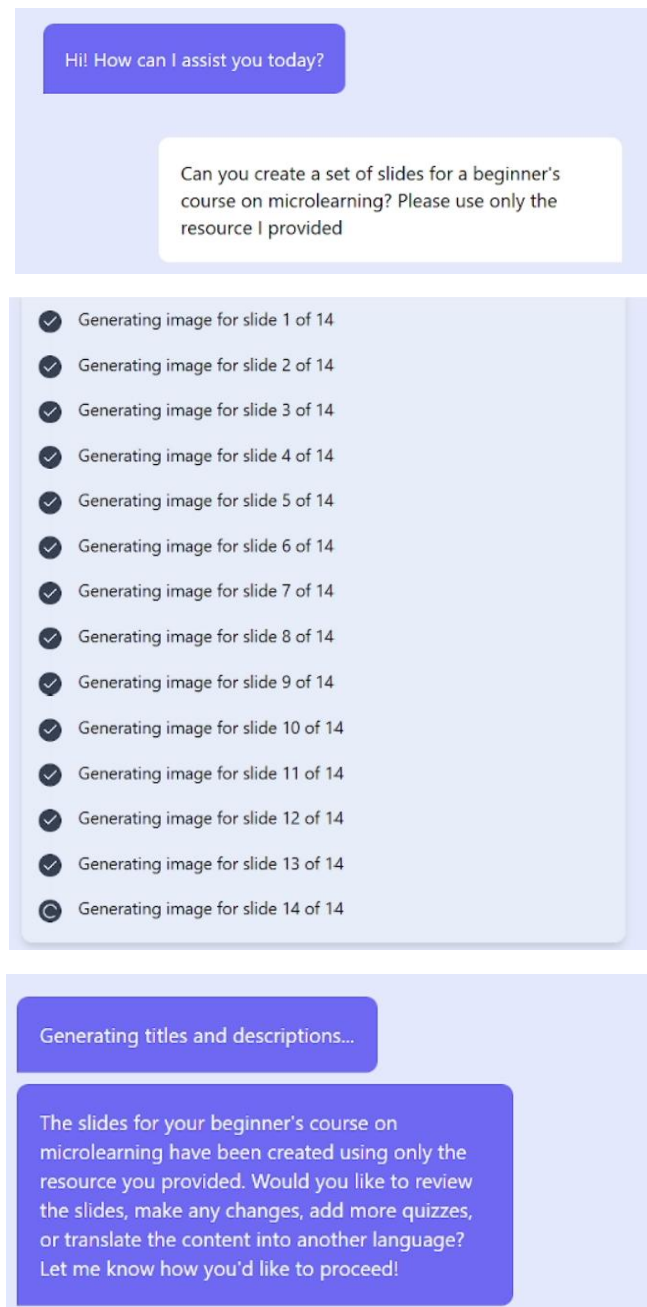 Hi! How can I assist you today?
Can you create a set of slides for a beginner's
course on microlearning? Please use only the
resource I provided
Generating image for slide 1 of 14
Generating image for slide 2 of 14
Generating image for slide 3 of 14
Generating image for slide 4 of 14
Generating image for slide 5 of 14
Generating image for slide 6 of 14
Generating image for slide 7 of 14
Generating image for slide 8 of 14
Generating image for slide 9 of 14
Generating image for slide 10 of 14
Generating image for slide 11 of 14
Generating image for slide 12 of 14
Generating image for slide 13 of 14
Generating image for slide 14 of 14
Generating titles and descriptions...
The slides for your beginner's course on
microlearning have been created using only the
resource you provided. Would you like to review
the slides, make any changes, add more quizzes,
or translate the content into another language?
Let me know how you'd like to proceed!